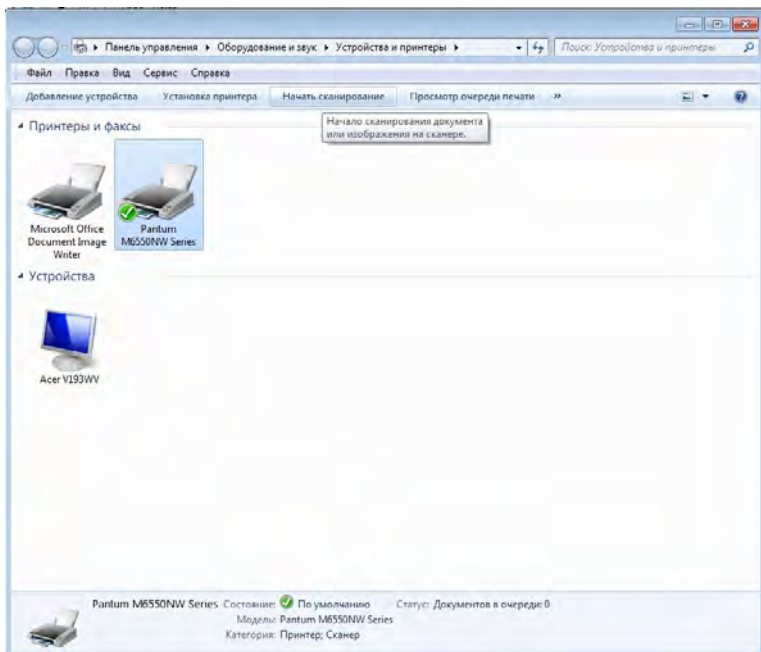 Панель управления ▸ Оборудование и звук ▸ Устройства и принтеры ▸
Поиск: Устройства и принтеры
Файл Правка Вид Сервис Справка
Добавление устройства Установка принтера Начать сканирование Просмотр очереди печати »
Начало сканирования документа
или изображения на сканере.
Принтеры и факсы
Microsoft Office
Document Image
Writer
Pantum
M6550NW Series
Устройства
Acer V193WV
Pantum M6550NW Series Состояние: По умолчанию Статус: Документов в очереди: 0
Модель: Pantum M6550NW Series
Категория: Принтер; Сканер